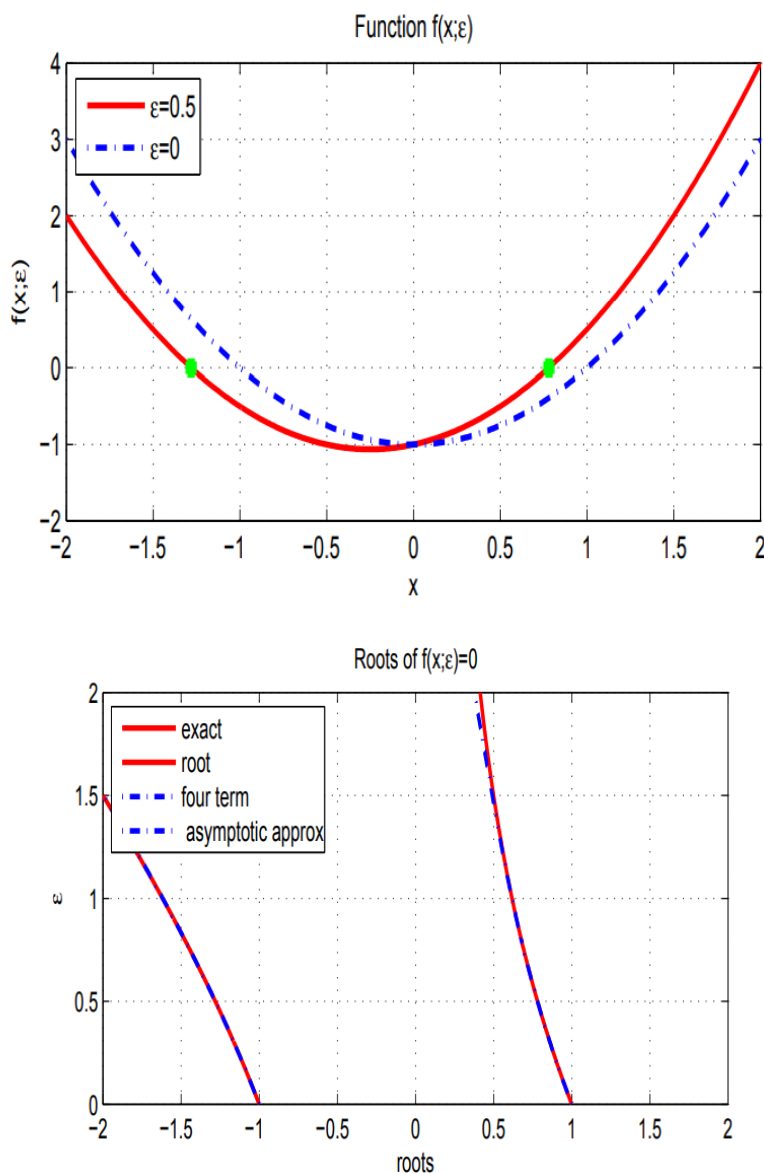 Function f(x;ε)
4
3
2
1
0
−1
−2
f(x;ε)
ε=0.5
ε=0
−2 −1.5 −1 −0.5 0 0.5 1 1.5 2
x
Roots of f(x;ε)=0
2
1.5
1
0.5
0
ε
exact
root
four term
asymptotic approx
−2 −1.5 −1 −0.5 0 0.5 1 1.5 2
roots